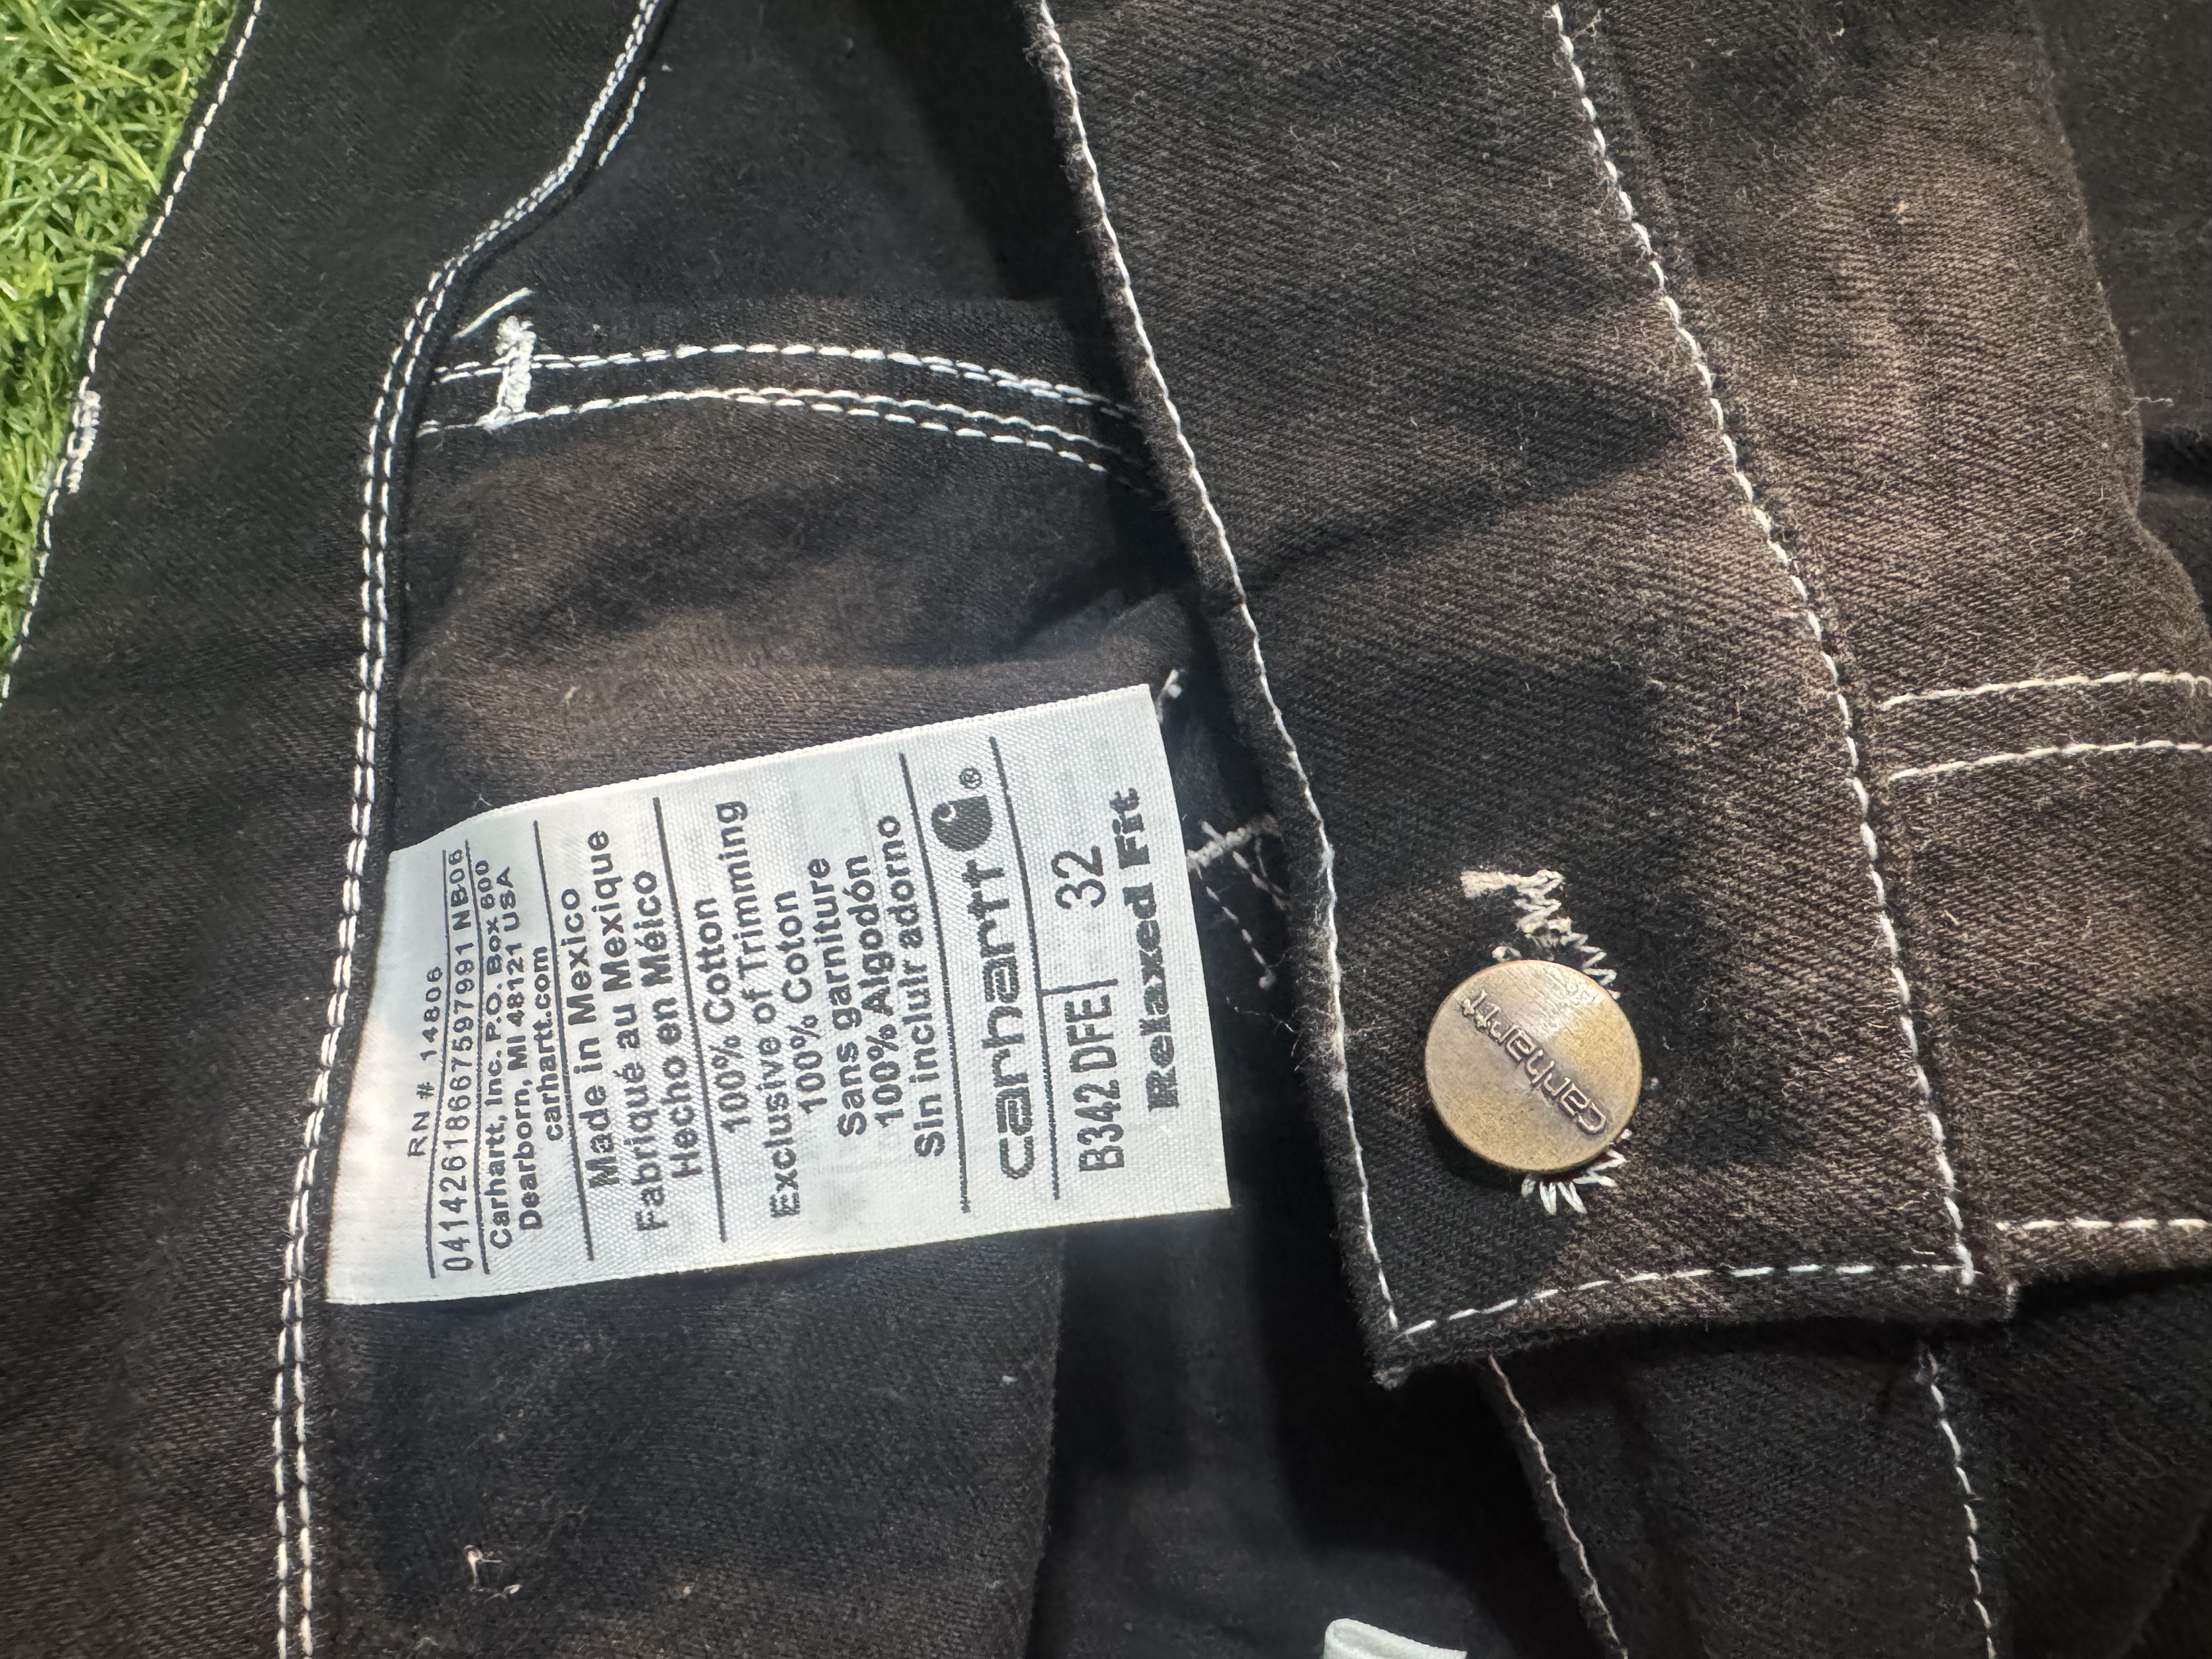 RN # 14806
04142618667597991 NB06
Carhartt, Inc. P.O. Box 600
Dearborn, MI 48121 USA
carhartt.com
Made in Mexico
Fabriqué au Mexique
Hecho en Méico
100% Cotton
Exclusive of Trimming
100% Coton
Sans garniture
100% Algodón
Sin incluir adorno
carhartt ®
B342 DFE 32
Relaxed Fit
Carhartt